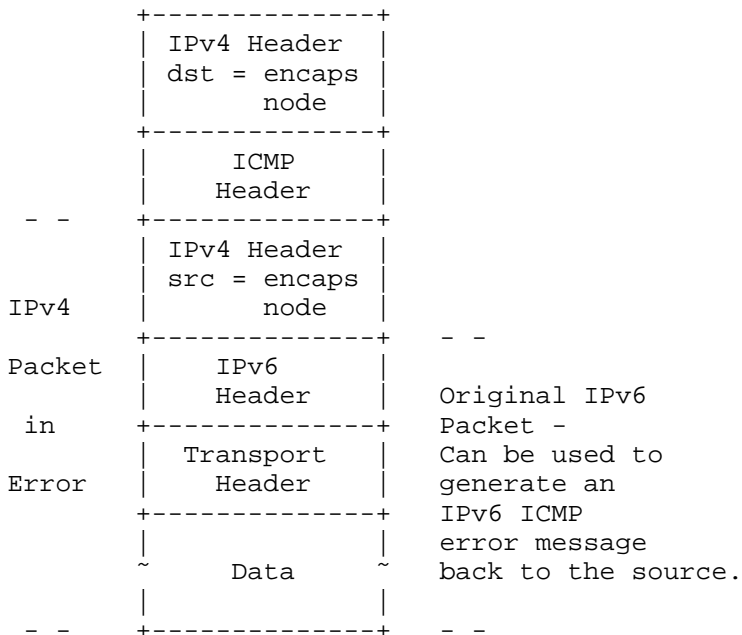 IPv4 Header
dst = encaps
node
ICMP
Header
- -
IPv4 Header
src = encaps
IPv4 node
- -
Packet IPv6
Header Original IPv6
in Packet -
Transport Can be used to
Error Header generate an
IPv6 ICMP
error message
~ Data ~ back to the source.
- - - -